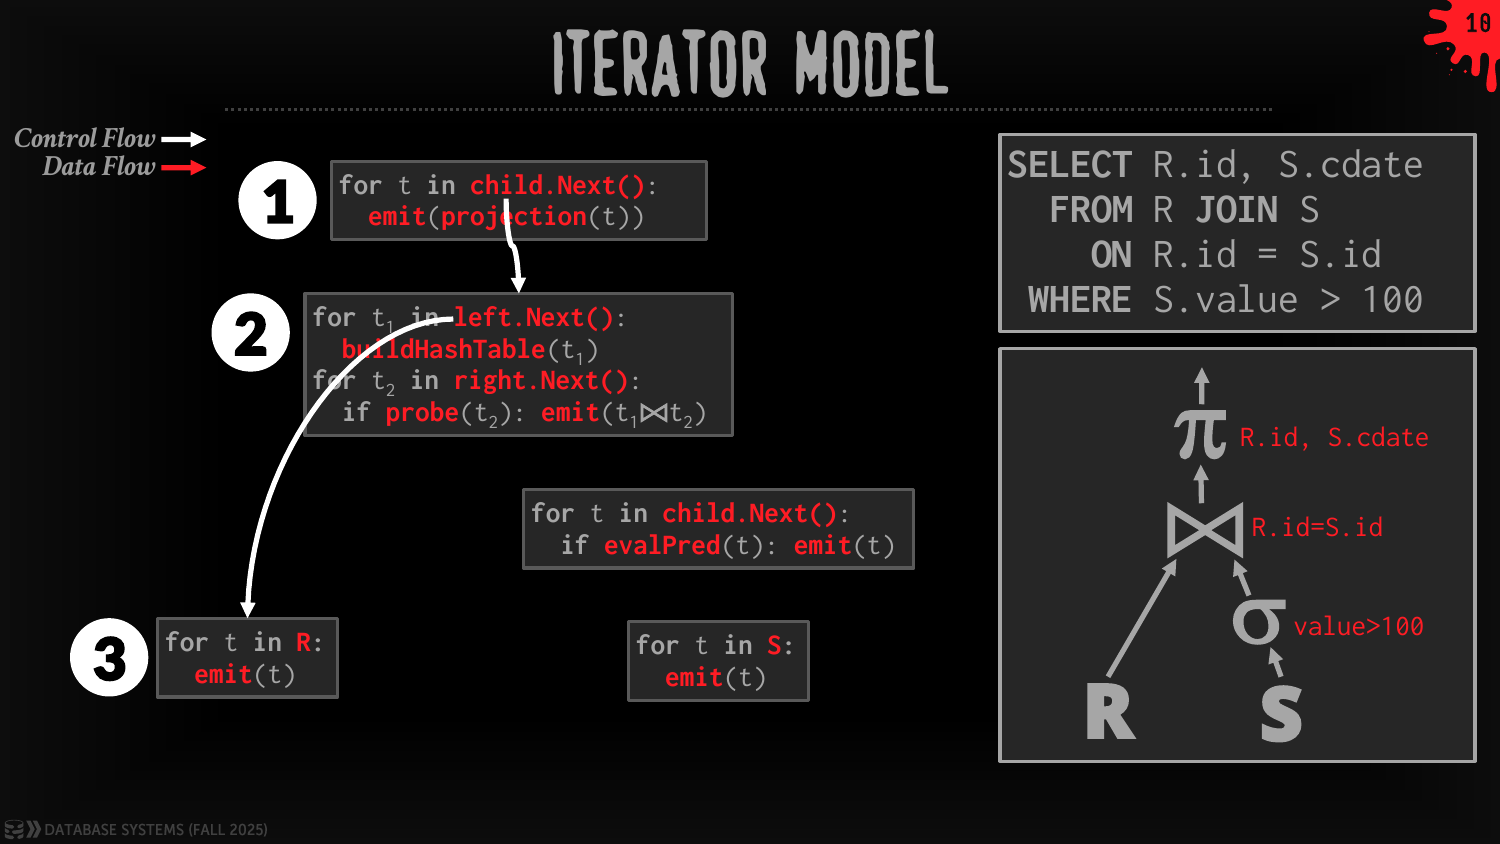 ITERATOR MODEL
10
Control Flow
Data Flow
1
for t in child.Next():
emit(projection(t))
2
for t1 in left.Next():
buildHashTable(t1)
for t2 in right.Next():
if probe(t2): emit(t1⋈t2)
for t in child.Next():
if evalPred(t): emit(t)
3
for t in R:
emit(t)
for t in S:
emit(t)
SELECT R.id, S.cdate
FROM R JOIN S
ON R.id = S.id
WHERE S.value > 100
π R.id, S.cdate
⋈ R.id=S.id
σ value>100
R S
DATABASE SYSTEMS (FALL 2025)